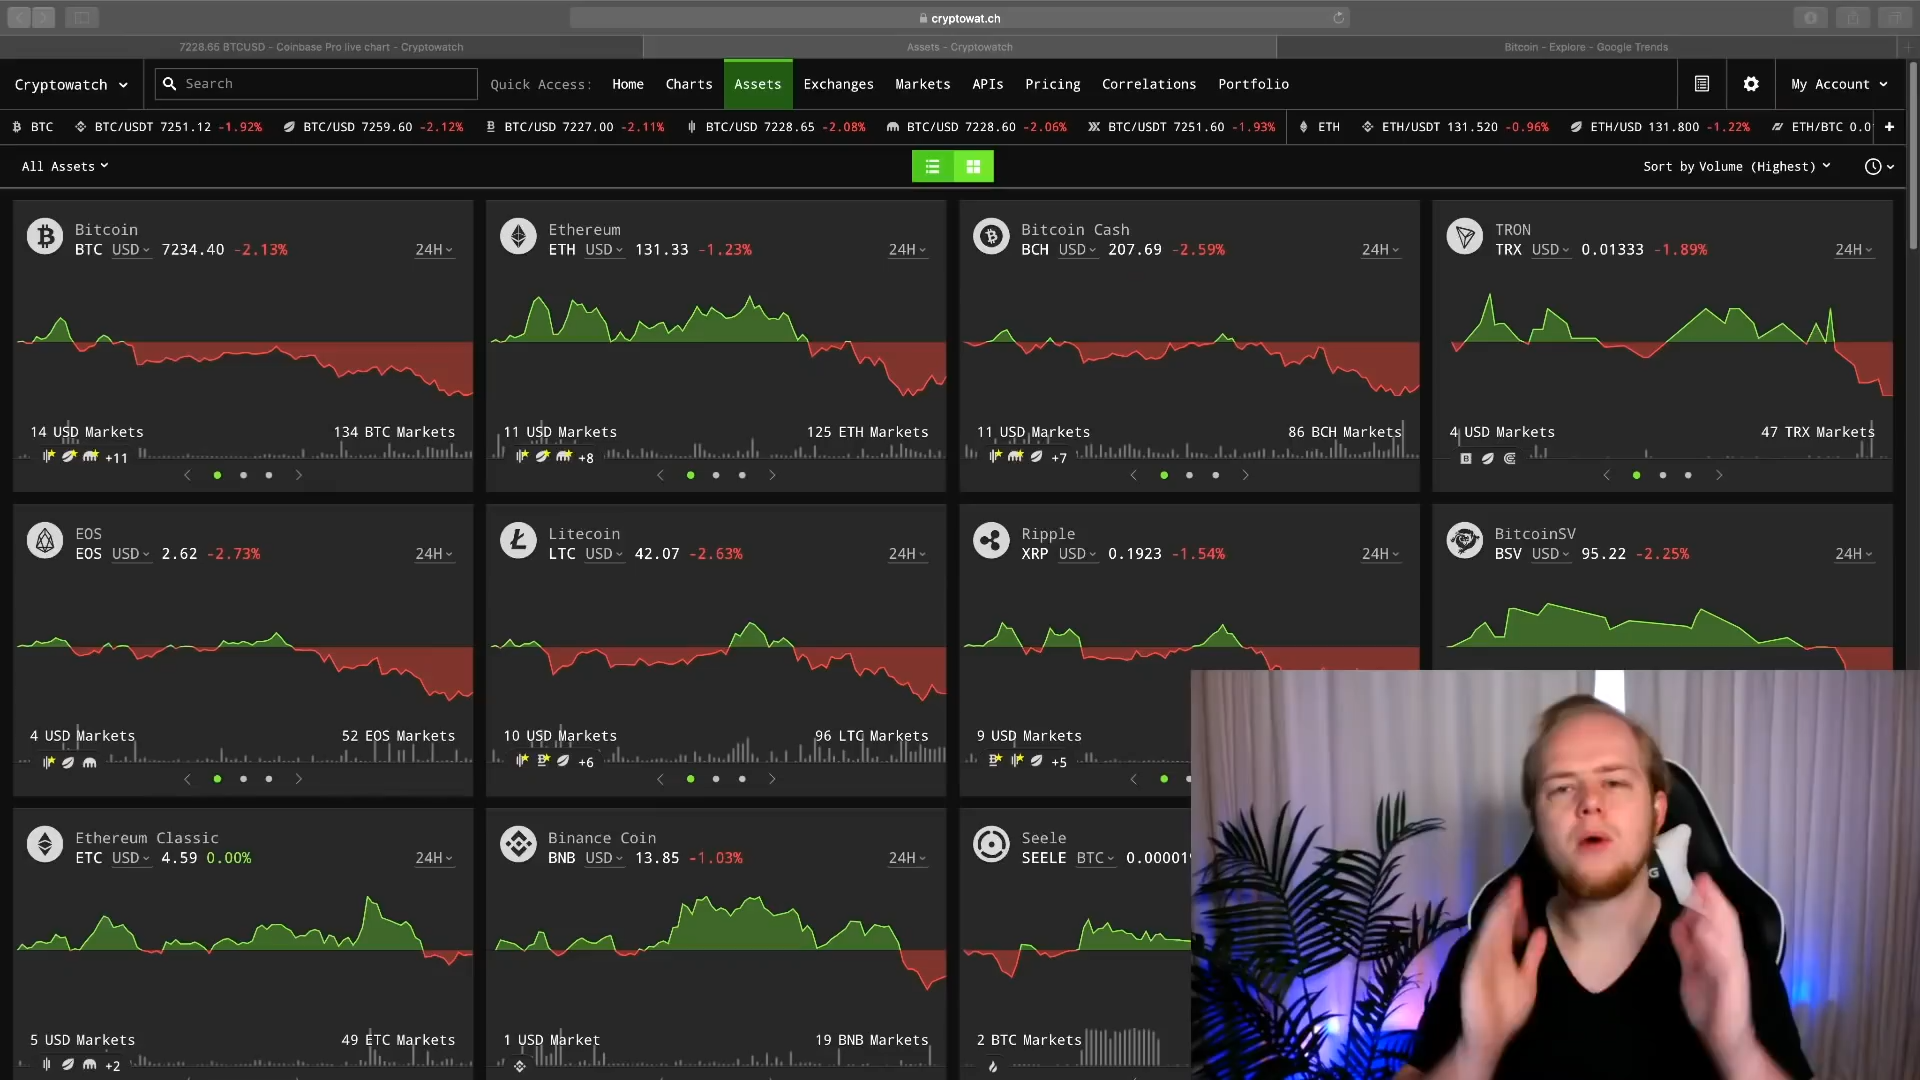 cryptowat.ch
7228.65 BTCUSD - Coinbase Pro live chart - Cryptowatch
Assets - Cryptowatch
Bitcoin - Explore - Google Trends
Cryptowatch
Search
Quick Access:
Home
Charts
Assets
Exchanges
Markets
APIs
Pricing
Correlations
Portfolio
My Account
BTC
BTC/USDT 7251.12 -1.92%
BTC/USD 7259.60 -2.12%
BTC/USD 7227.00 -2.11%
BTC/USD 7228.65 -2.08%
BTC/USD 7228.60 -2.06%
BTC/USDT 7251.60 -1.93%
ETH
ETH/USDT 131.520 -0.96%
ETH/USD 131.800 -1.22%
ETH/BTC 0.0
All Assets
Sort by Volume (Highest)
Bitcoin
BTC USD 7234.40 -2.13%
24H
14 USD Markets
134 BTC Markets
+11
Ethereum
ETH USD 131.33 -1.23%
24H
11 USD Markets
125 ETH Markets
+8
Bitcoin Cash
BCH USD 207.69 -2.59%
24H
11 USD Markets
86 BCH Markets
+7
TRON
TRX USD 0.01333 -1.89%
24H
4 USD Markets
47 TRX Markets
EOS
EOS USD 2.62 -2.73%
24H
4 USD Markets
52 EOS Markets
Litecoin
LTC USD 42.07 -2.63%
24H
10 USD Markets
96 LTC Markets
+6
Ripple
XRP USD 0.1923 -1.54%
24H
9 USD Markets
+5
BitcoinSV
BSV USD 95.22 -2.25%
24H
Ethereum Classic
ETC USD 4.59 0.00%
24H
5 USD Markets
49 ETC Markets
+2
Binance Coin
BNB USD 13.85 -1.03%
24H
1 USD Market
19 BNB Markets
Seele
SEELE BTC 0.00001
2 BTC Markets
G